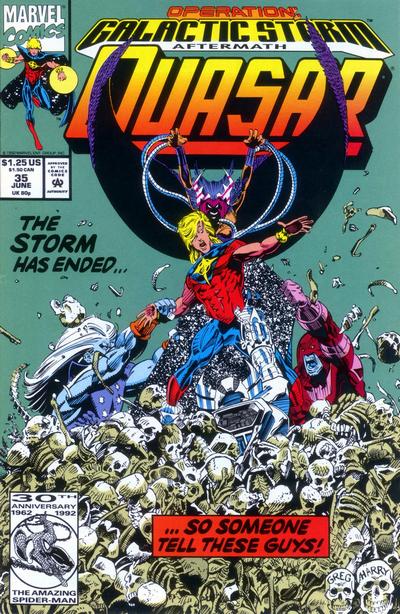 MARVEL
COMICS
OPERATION:
GALACTIC STORM
AFTERMATH
QUASAR
™
®
$1.25 US
$1.50 CAN
35
JUNE
UK 80p
APPROVED
BY THE
COMICS
CODE
CA
AUTHORITY
THE
STORM
HAS ENDED...
30TH
ANNIVERSARY
1962 1992
THE AMAZING
SPIDER-MAN
... SO SOMEONE
TELL THESE GUYS!
GREG HARRY